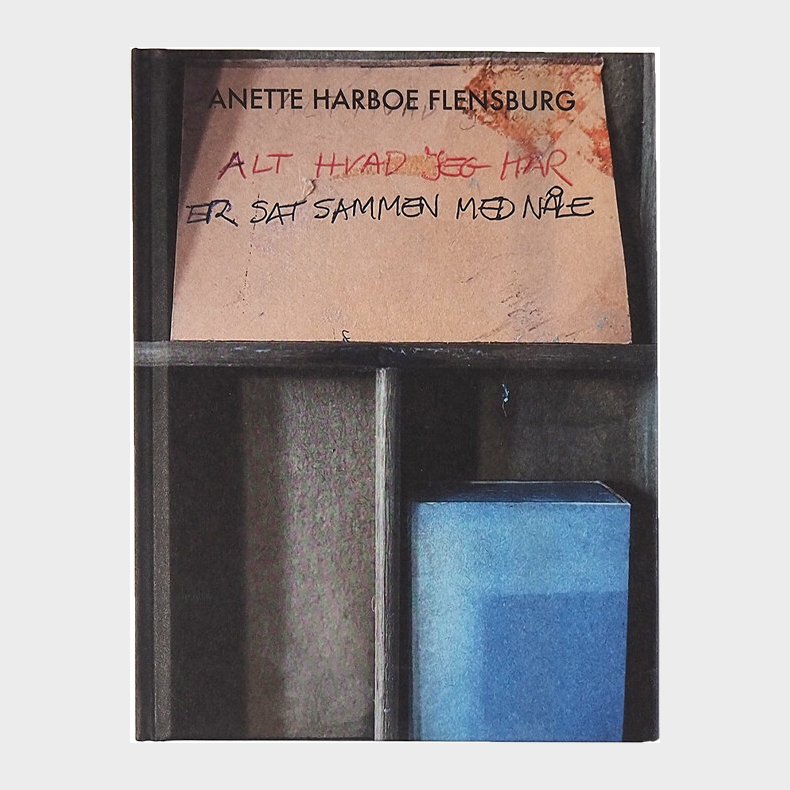 ANETTE HARBOE FLENSBURG
ALT HVAD JEG HAR
ER SAT SAMMEN MED NÅLE